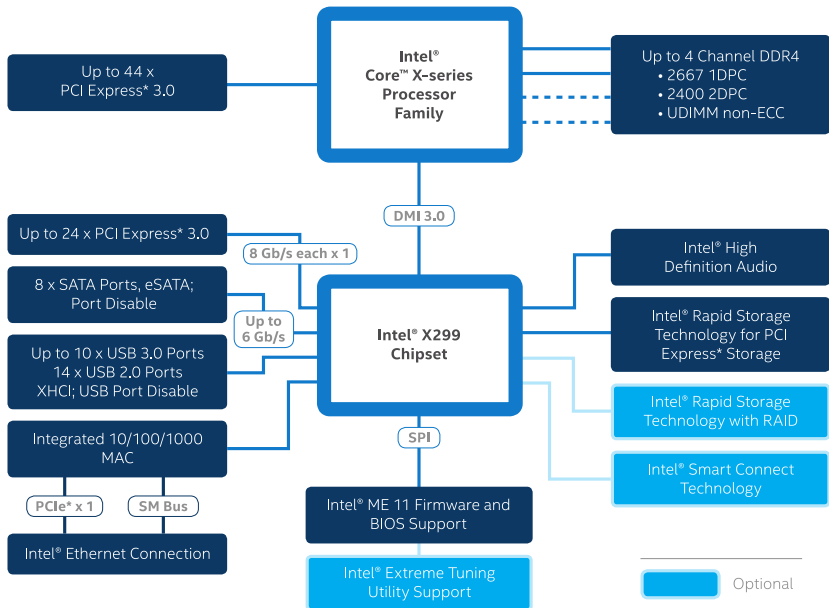 Intel®
Core™ X-series
Processor
Family
Up to 44 x
PCI Express* 3.0
Up to 4 Channel DDR4
• 2667 1DPC
• 2400 2DPC
• UDIMM non-ECC
DMI 3.0
Up to 24 x PCI Express* 3.0
8 Gb/s each x 1
8 x SATA Ports, eSATA;
Port Disable
Up to
6 Gb/s
Up to 10 x USB 3.0 Ports
14 x USB 2.0 Ports
XHCI; USB Port Disable
Integrated 10/100/1000
MAC
PCIe* x 1
SM Bus
Intel® Ethernet Connection
Intel® X299
Chipset
Intel® High
Definition Audio
Intel® Rapid Storage
Technology for PCI
Express* Storage
Intel® Rapid Storage
Technology with RAID
Intel® Smart Connect
Technology
SPI
Intel® ME 11 Firmware and
BIOS Support
Intel® Extreme Tuning
Utility Support
Optional